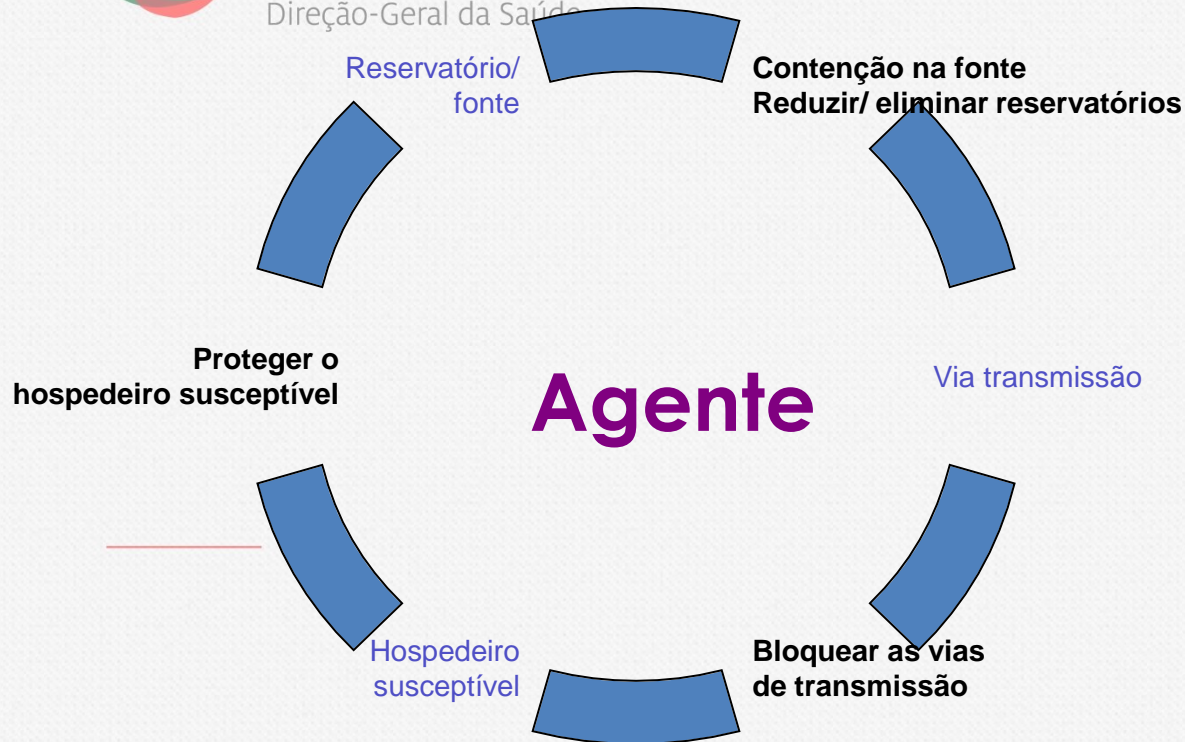 Direção-Geral da Saúde
Reservatório/
fonte
Contenção na fonte
Reduzir/ eliminar reservatórios
Proteger o
hospedeiro susceptível
Agente
Via transmissão
Hospedeiro
susceptível
Bloquear as vias
de transmissão